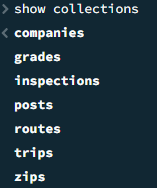 > show collections
< companies
grades
inspections
posts
routes
trips
zips